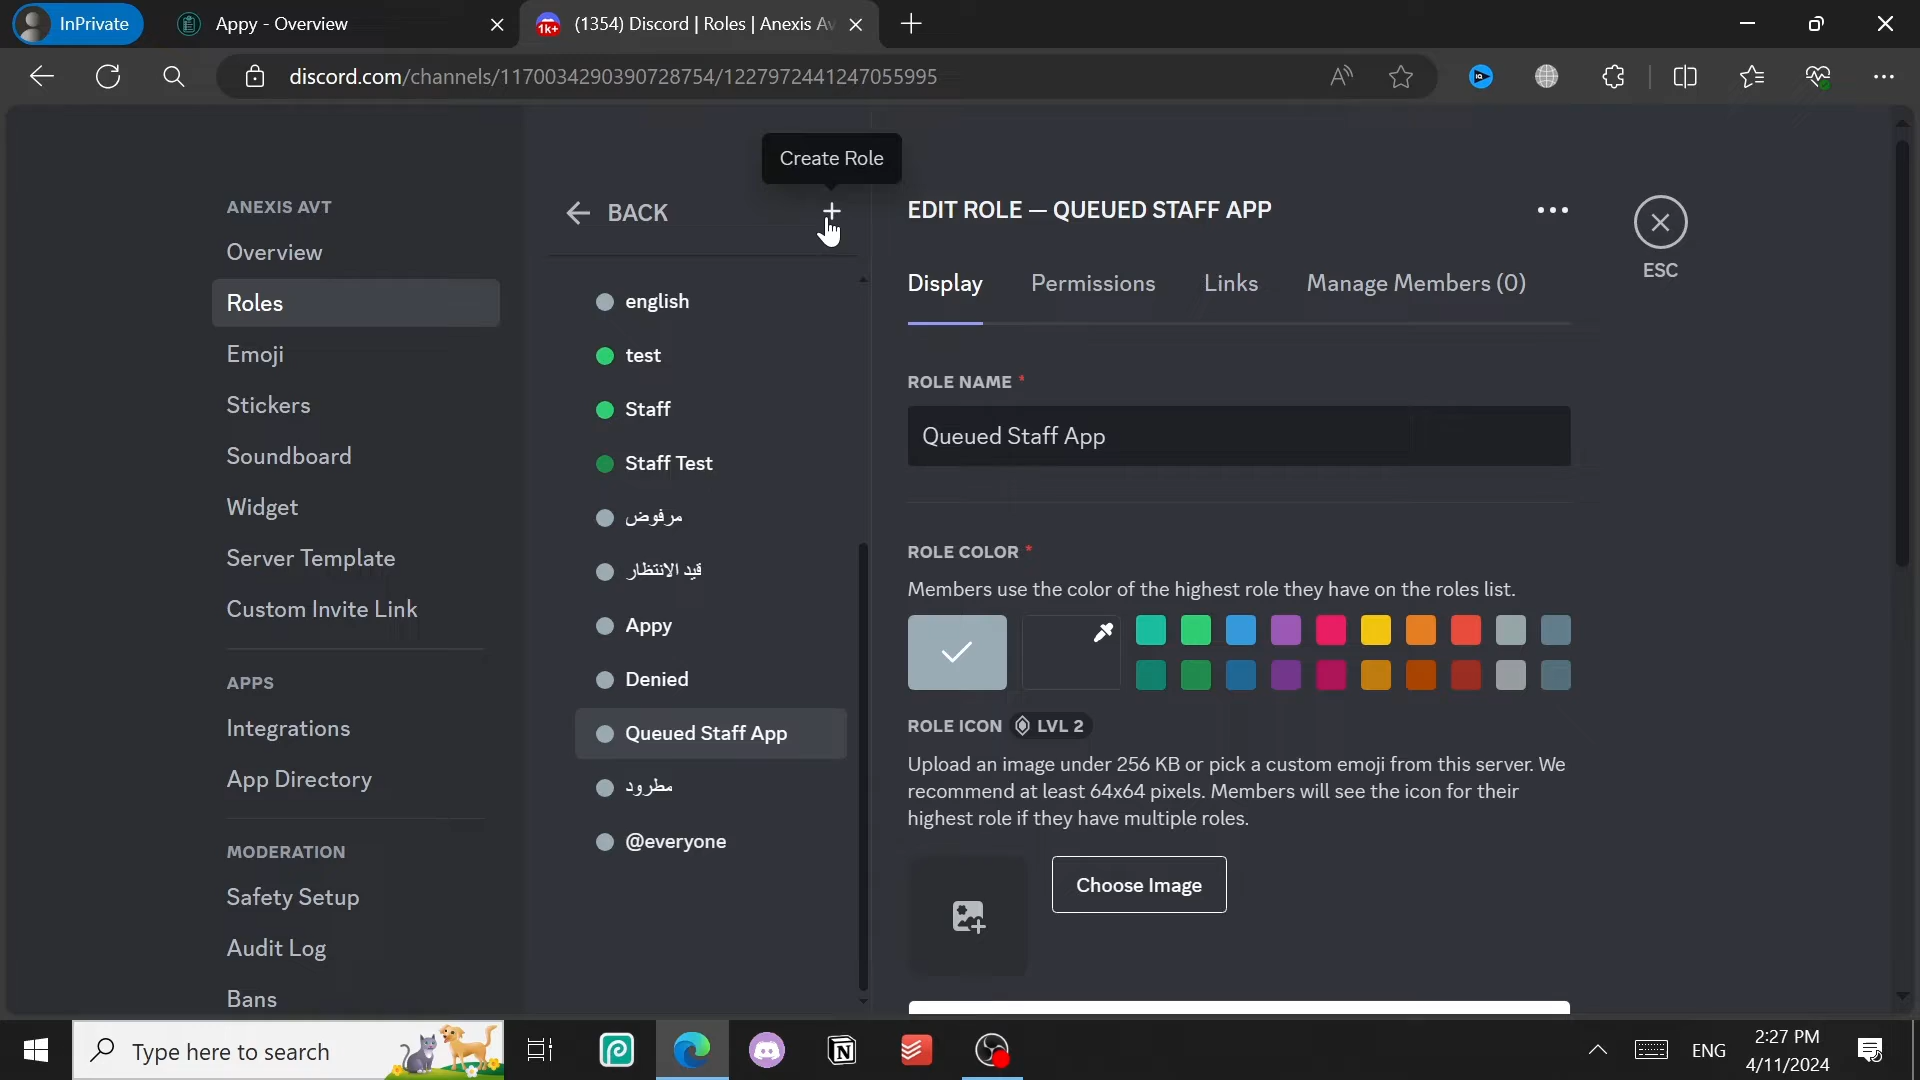 InPrivate
Appy - Overview
(1354) Discord | Roles | Anexis Av
discord.com/channels/1170034290390728754/1227972441247055995
Create Role
ANEXIS AVT
Overview
Roles
Emoji
Stickers
Soundboard
Widget
Server Template
Custom Invite Link
APPS
Integrations
App Directory
MODERATION
Safety Setup
Audit Log
Bans
BACK
english
test
Staff
Staff Test
مرفوض
قيد الانتظار
Appy
Denied
Queued Staff App
مطرود
@everyone
EDIT ROLE — QUEUED STAFF APP
ESC
Display Permissions Links Manage Members (0)
ROLE NAME *
Queued Staff App
ROLE COLOR *
Members use the color of the highest role they have on the roles list.
ROLE ICON LVL 2
Upload an image under 256 KB or pick a custom emoji from this server. We
recommend at least 64x64 pixels. Members will see the icon for their
highest role if they have multiple roles.
Choose Image
Type here to search
ENG
2:27 PM
4/11/2024